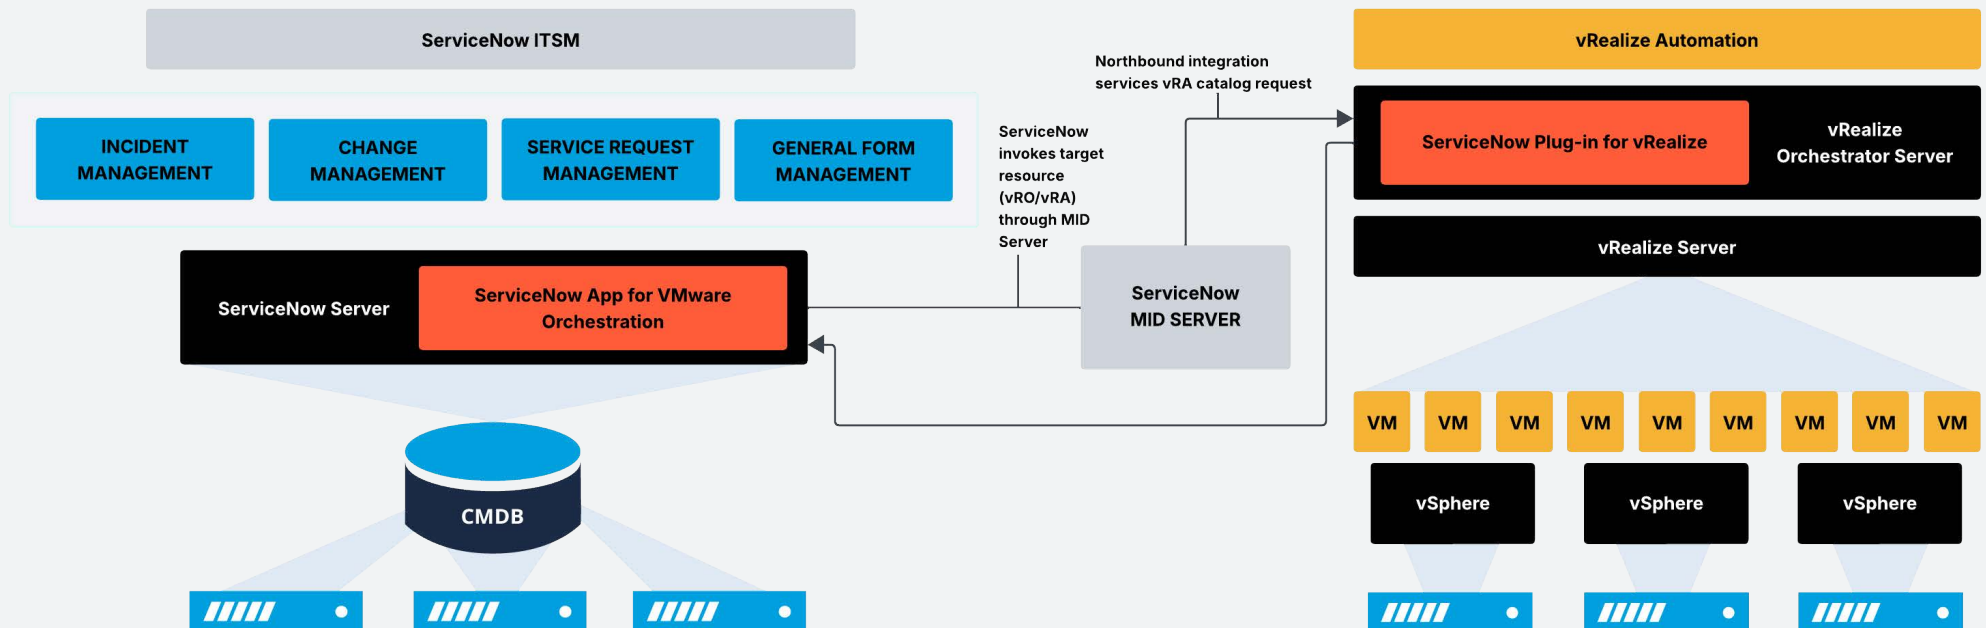 ServiceNow ITSM
INCIDENT
MANAGEMENT
CHANGE
MANAGEMENT
SERVICE REQUEST
MANAGEMENT
GENERAL FORM
MANAGEMENT
ServiceNow Server
ServiceNow App for VMware
Orchestration
CMDB
ServiceNow
invokes target
resource
(vRO/vRA)
through MID
Server
ServiceNow
MID SERVER
Northbound integration
services vRA catalog request
vRealize Automation
ServiceNow Plug-in for vRealize
vRealize
Orchestrator Server
vRealize Server
VM
VM
VM
VM
VM
VM
VM
VM
VM
vSphere
vSphere
vSphere